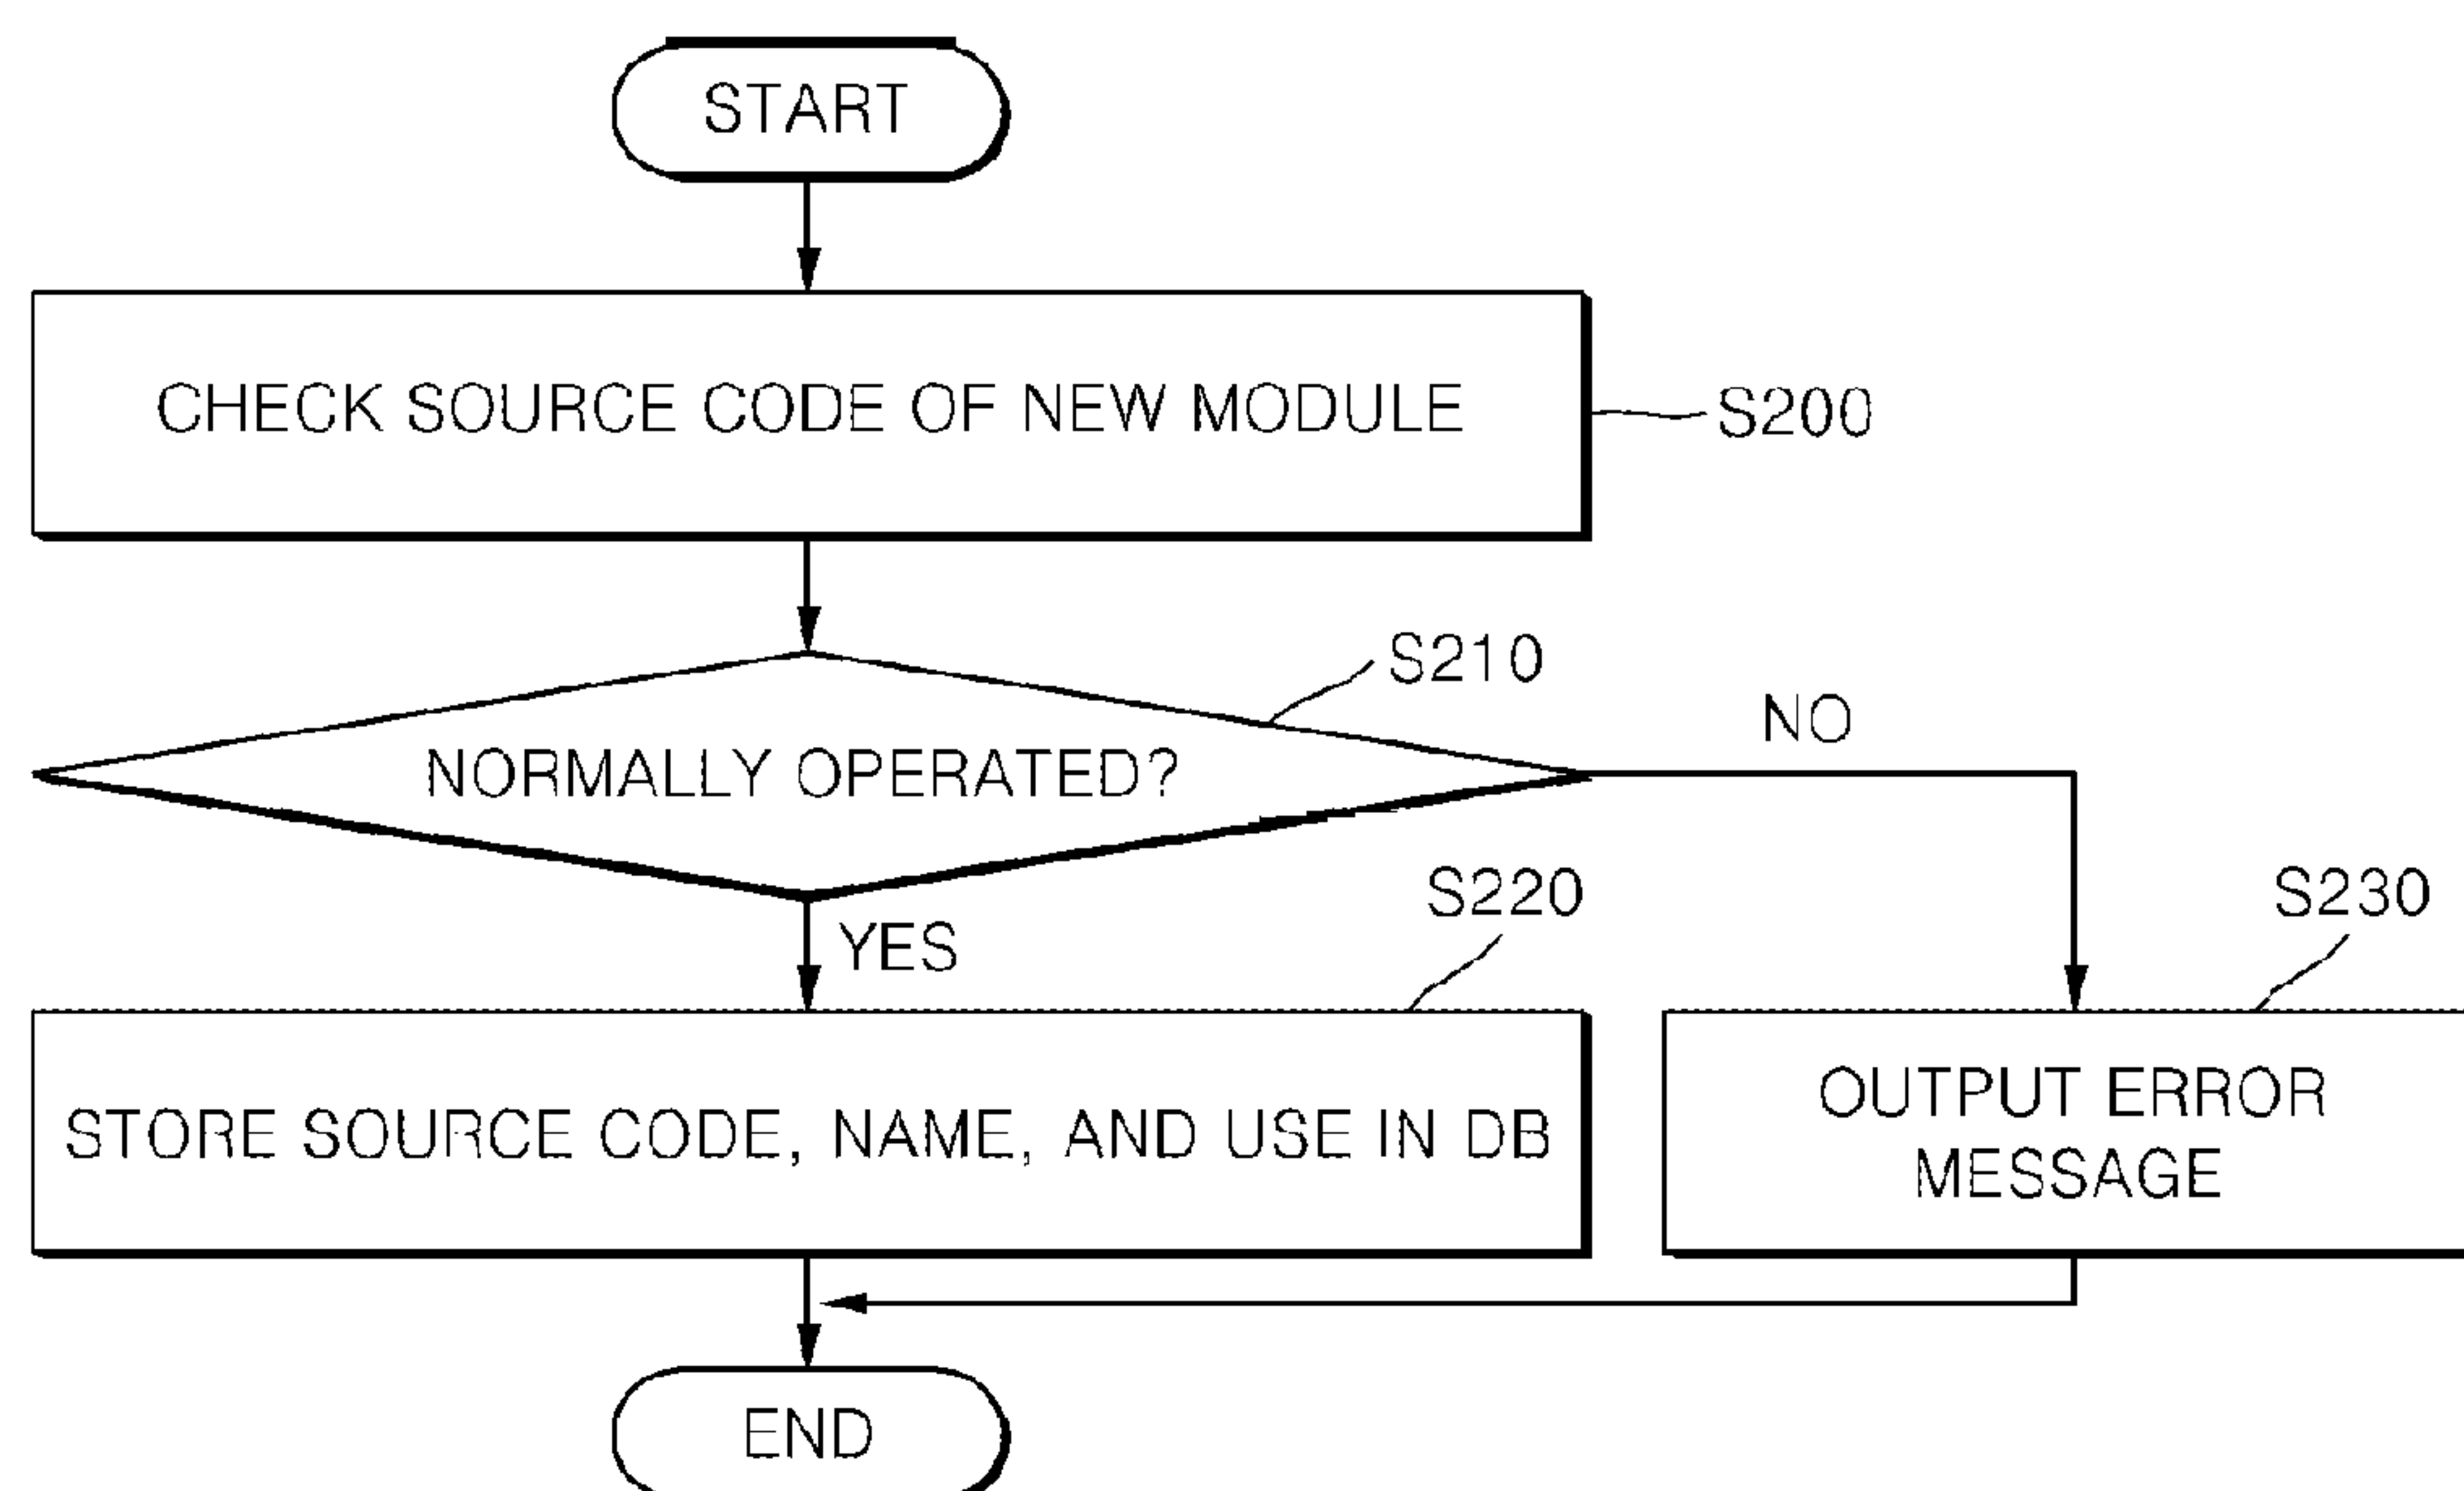 START
CHECK SOURCE CODE OF NEW MODULE
S200
S210
NORMALLY OPERATED?
NO
YES
S220
S230
STORE SOURCE CODE, NAME, AND USE IN DB
OUTPUT ERROR
MESSAGE
END